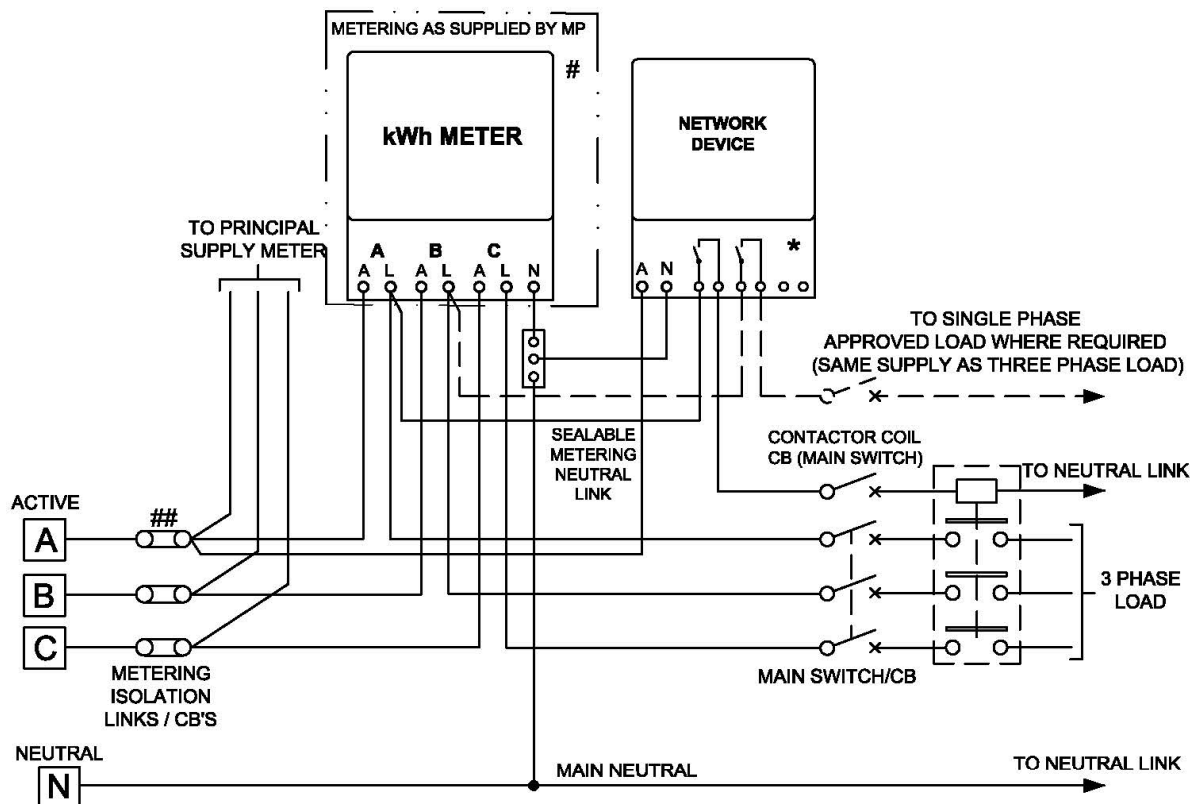 METERING AS SUPPLIED BY MP
#
kWh METER
NETWORK
DEVICE
TO PRINCIPAL
SUPPLY METER
A B C
A L A L A L N
A N
*
TO SINGLE PHASE
APPROVED LOAD WHERE REQUIRED
(SAME SUPPLY AS THREE PHASE LOAD)
SEALABLE
METERING
NEUTRAL
LINK
CONTACTOR COIL
CB (MAIN SWITCH)
TO NEUTRAL LINK
ACTIVE
##
A
B
C
3 PHASE
LOAD
METERING
ISOLATION
LINKS / CB'S
MAIN SWITCH/CB
NEUTRAL
N
MAIN NEUTRAL
TO NEUTRAL LINK